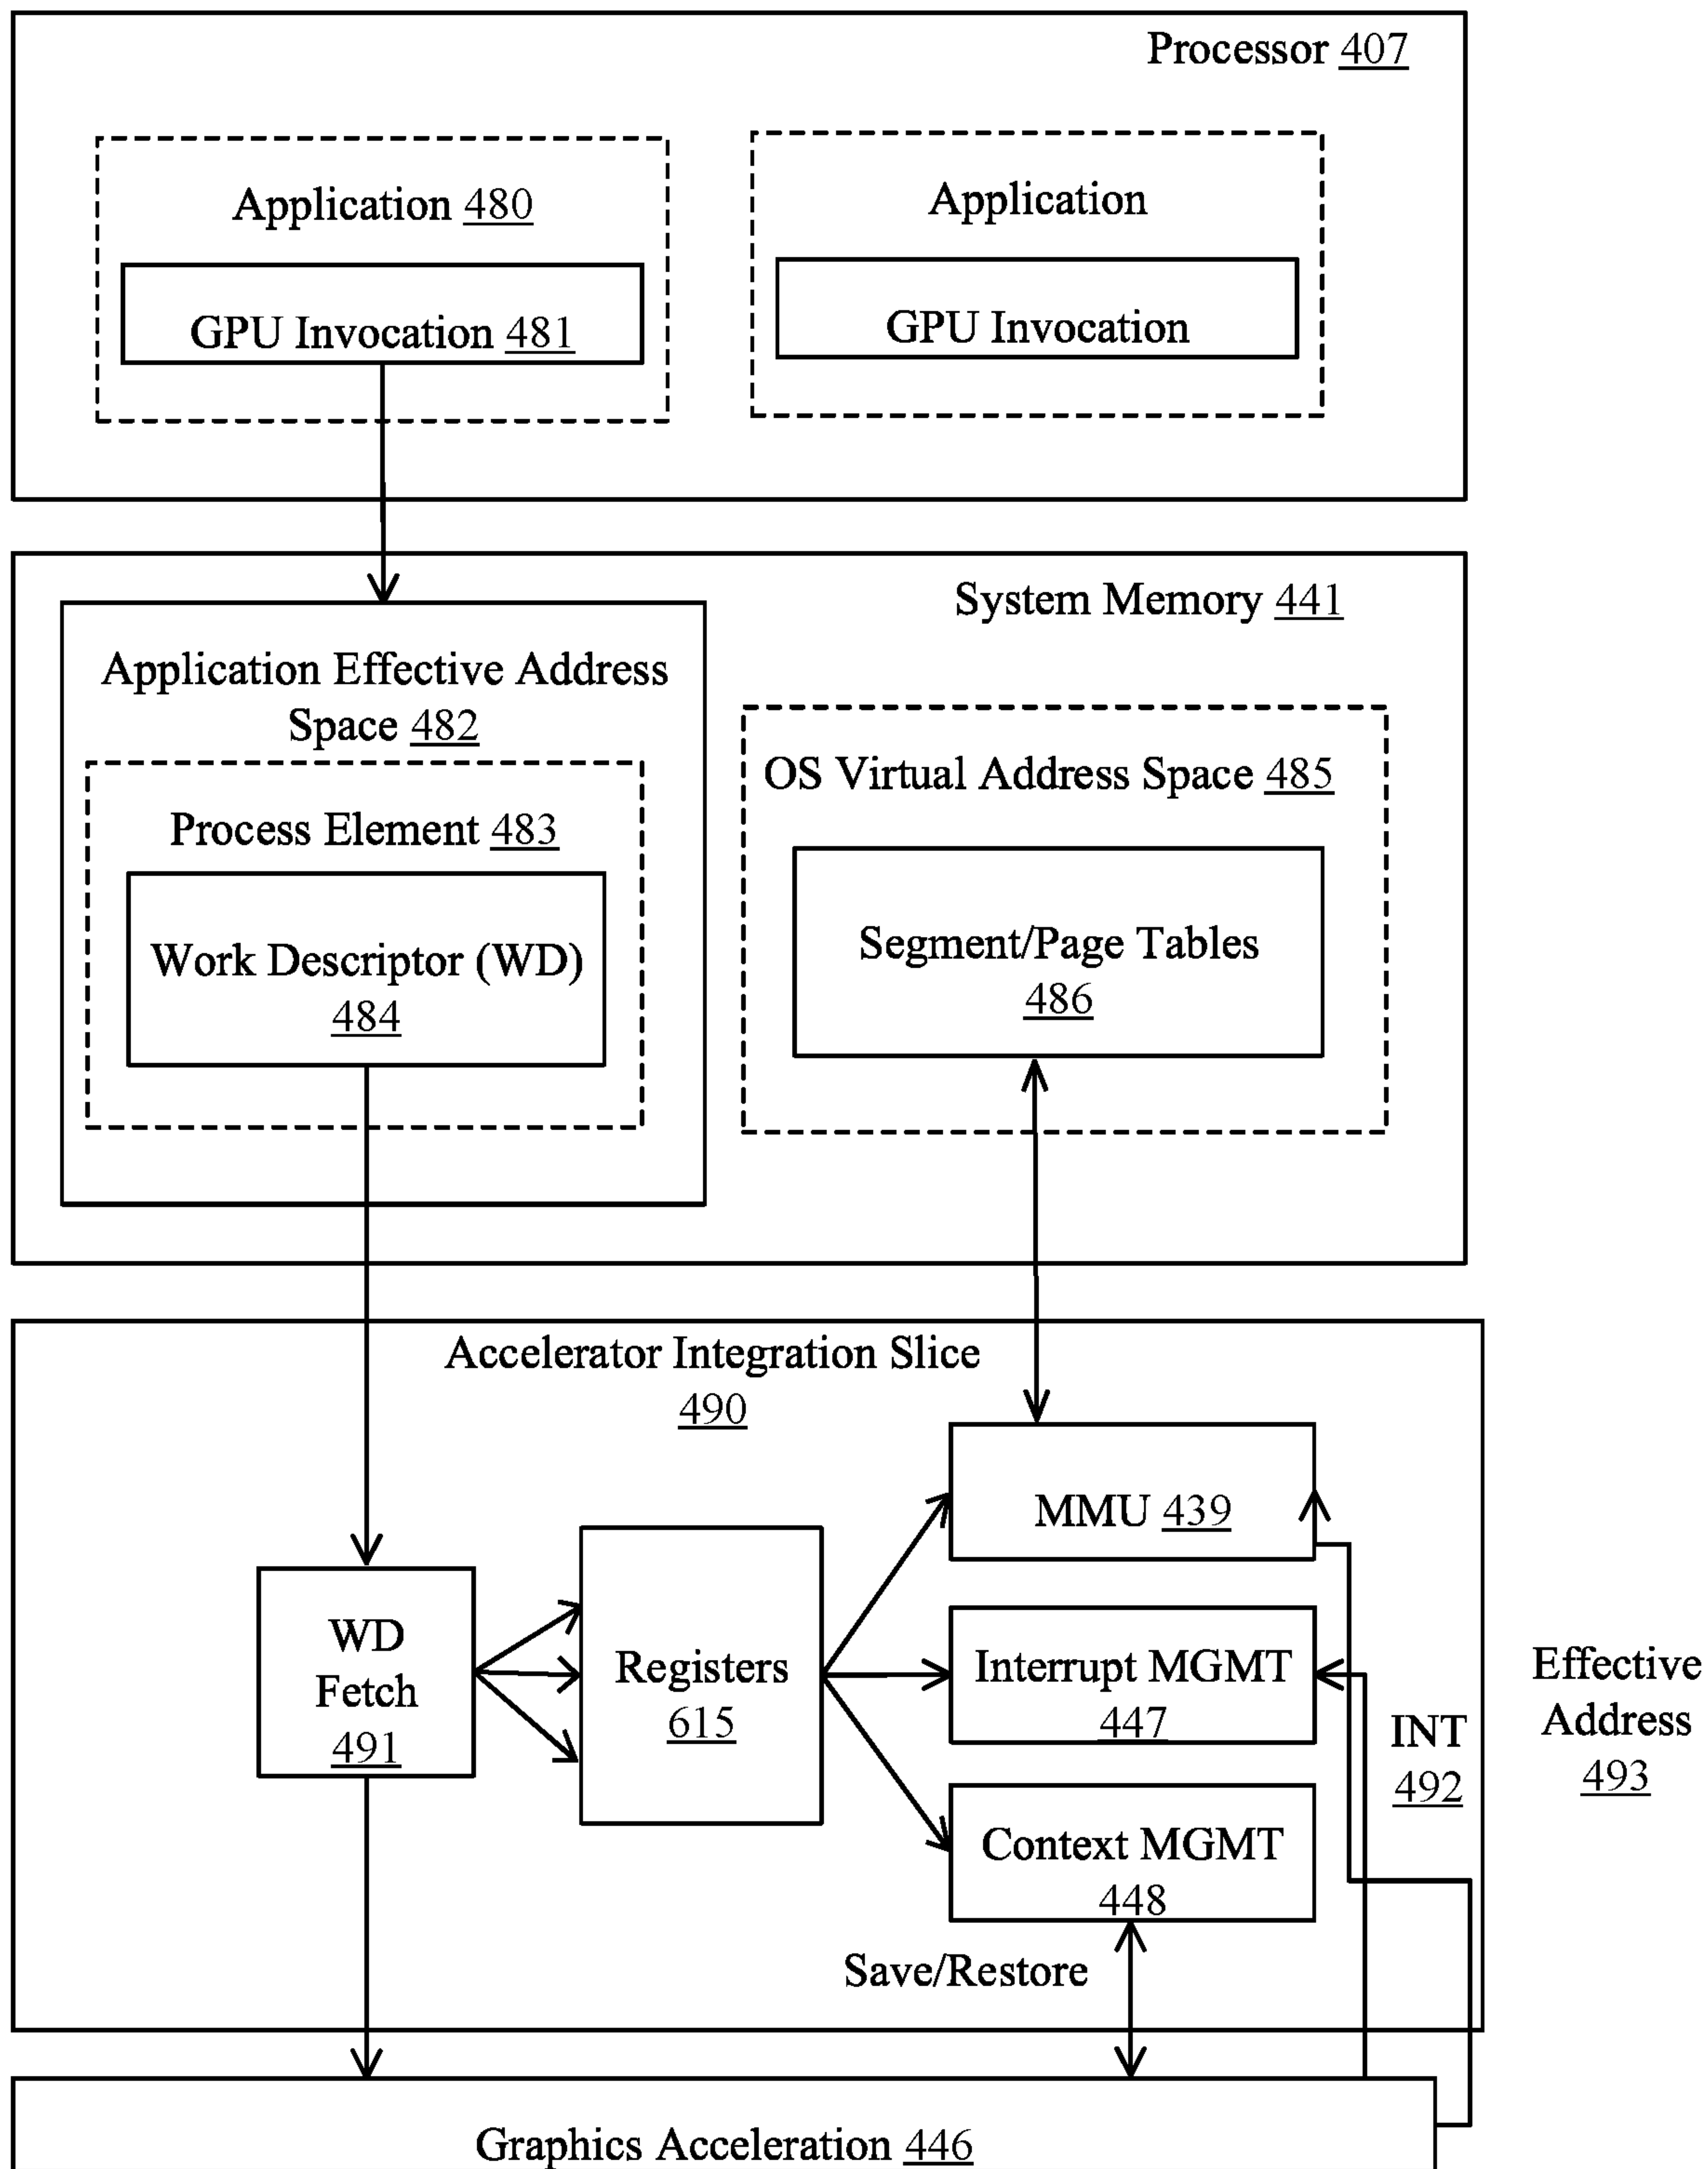 Processor 407
Application 480
GPU Invocation 481
Application
GPU Invocation
System Memory 441
Application Effective Address
Space 482
Process Element 483
Work Descriptor (WD)
484
OS Virtual Address Space 485
Segment/Page Tables
486
Accelerator Integration Slice
490
MMU 439
WD
Fetch
491
Registers
615
Interrupt MGMT
447
Context MGMT
448
INT
492
Effective
Address
493
Save/Restore
Graphics Acceleration 446